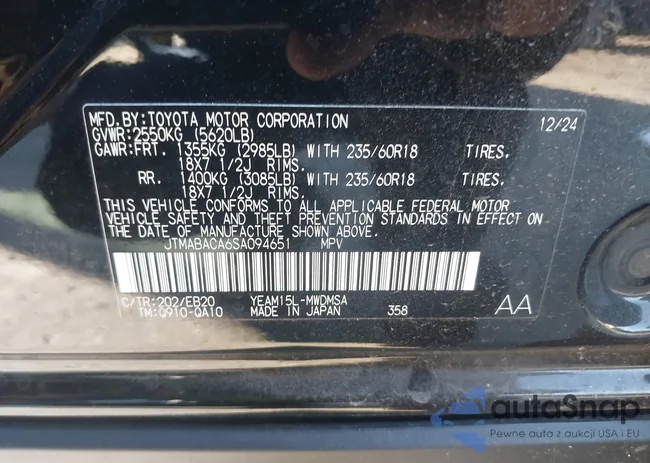 MFD.BY:TOYOTA MOTOR CORPORATION 12/24
GVWR:2550KG (5620LB)
GAWR:FRT. 1355KG (2985LB) WITH 235/60R18 TIRES.
18X7 1/2J RIMS.
RR. 1400KG (3085LB) WITH 235/60R18 TIRES.
18X7 1/2J RIMS.
THIS VEHICLE CONFORMS TO ALL APPLICABLE FEDERAL MOTOR
VEHICLE SAFETY AND THEFT PREVENTION STANDARDS IN EFFECT ON
THE DATE OF MANUFACTURE SHOWN ABOVE.
JTMABACA6SA094651 MPV
C/TR:202/EB20 YEAM15L-MWDMSA AA
TM:Q910-QA10 MADE IN JAPAN 358
autoSnap
Pewne auta z aukcji USA i EU